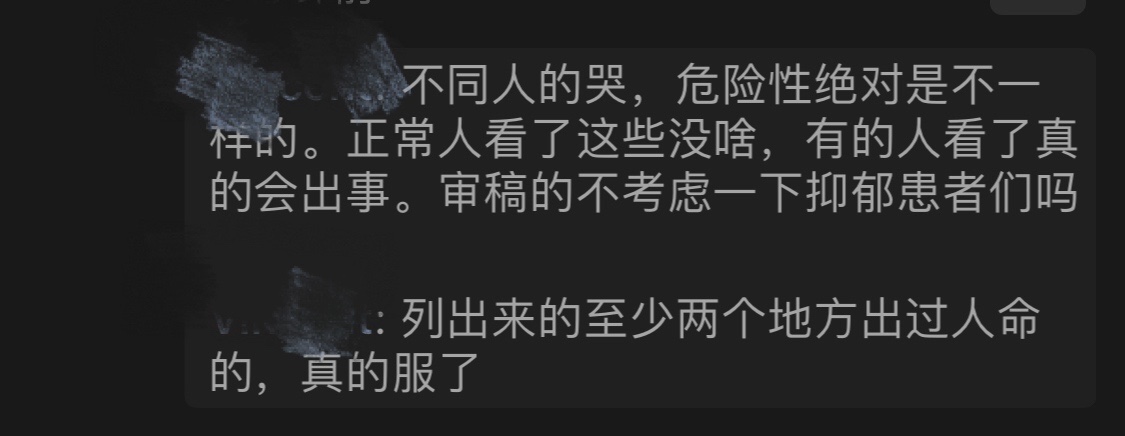 不同人的哭，危险性绝对是不一
样的。正常人看了这些没啥，有的人看了真
的会出事。审稿的不考虑一下抑郁患者们吗
: 列出来的至少两个地方出过人命
的，真的服了